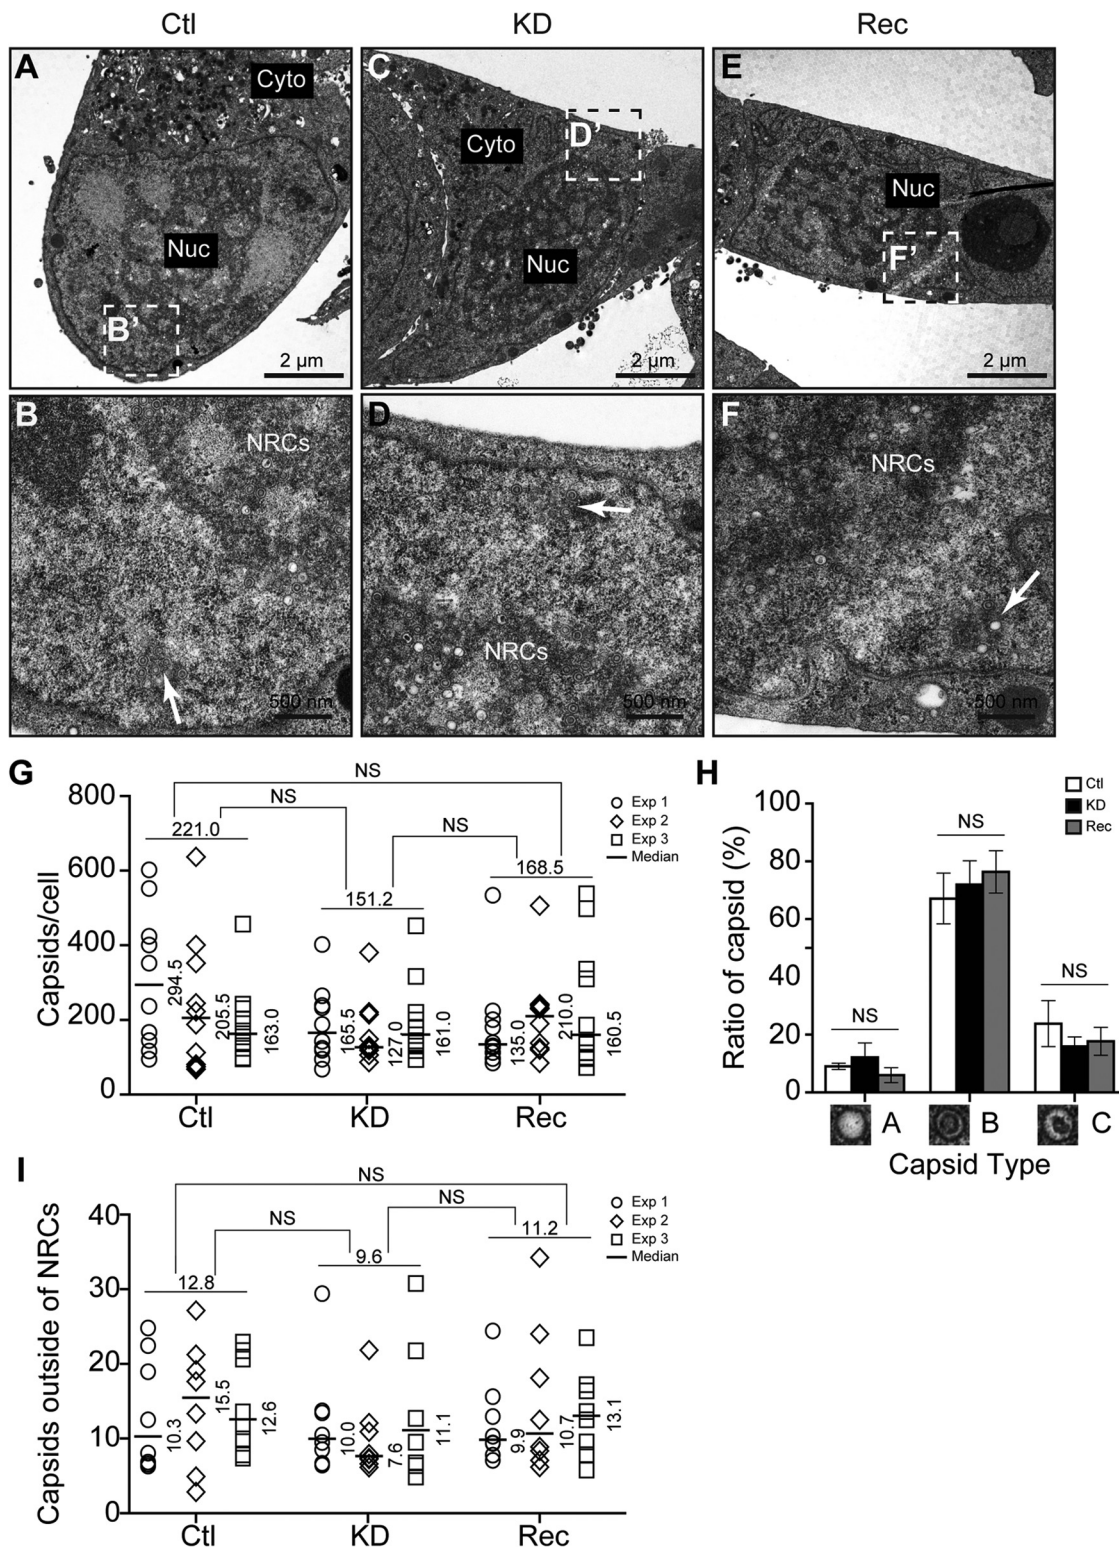 Ctl KD Rec
A Cyto Nuc B' 2 µm
C Cyto D' Nuc 2 µm
E Nuc F' 2 µm
B NRCs 500 nm
D NRCs 500 nm
F NRCs 500 nm
G
NS
NS
NS
221.0
151.2
168.5
Exp 1
Exp 2
Exp 3
Median
Capsids/cell
800
600
400
200
0
294.5
205.5
163.0
165.5
127.0
161.0
135.0
210.0
160.5
Ctl KD Rec
H
Ctl
KD
Rec
Ratio of capsid (%)
100
80
60
40
20
0
NS
NS
NS
A B C
Capsid Type
I
NS
NS
NS
12.8
9.6
11.2
Exp 1
Exp 2
Exp 3
Median
Capsids outside of NRCs
40
30
20
10
0
10.3
15.5
12.6
10.0
7.6
11.1
9.9
10.7
13.1
Ctl KD Rec